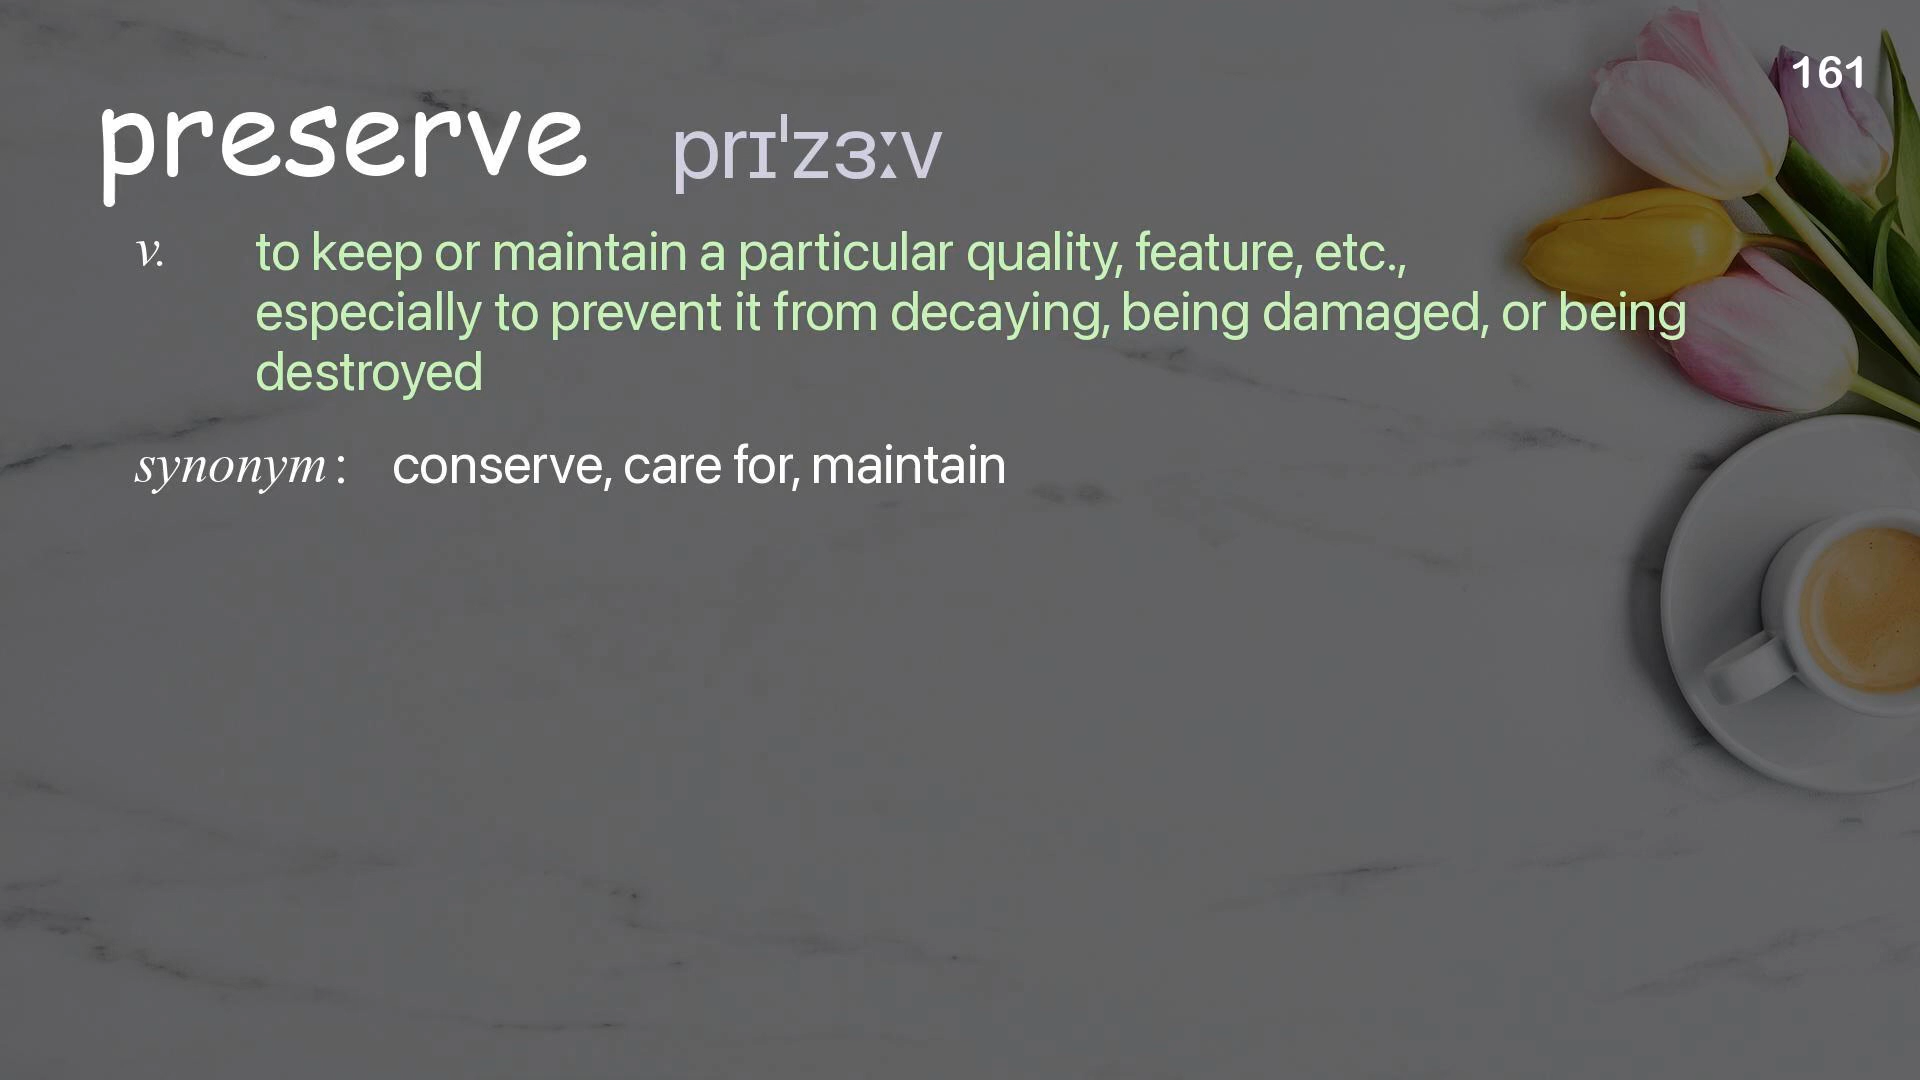 161
preserve prɪˈzɜːv
v. to keep or maintain a particular quality, feature, etc.,
especially to prevent it from decaying, being damaged, or being
destroyed
synonym : conserve, care for, maintain